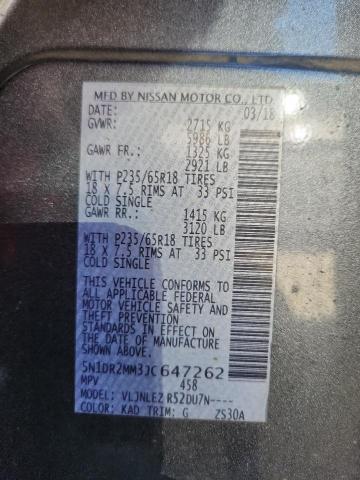 MFD BY NISSAN MOTOR CO., LTD.
DATE: 03/18
GVWR: 2715 KG
5986 LB
GAWR FR.: 1325 KG
2921 LB
WITH P235/65R18 TIRES
18 X 7.5 RIMS AT 33 PSI
COLD SINGLE
GAWR RR.: 1415 KG
3120 LB
WITH P235/65R18 TIRES
18 X 7.5 RIMS AT 33 PSI
COLD SINGLE
THIS VEHICLE CONFORMS TO
ALL APPLICABLE FEDERAL
MOTOR VEHICLE SAFETY AND
THEFT PREVENTION
STANDARDS IN EFFECT ON
THE DATE OF MANUFACTURE
SHOWN ABOVE
5N1DR2MM3JC647262
MPV 458
MODEL: VLJNLEZ R52DU7N----
COLOR: KAD TRIM: G ZS30A